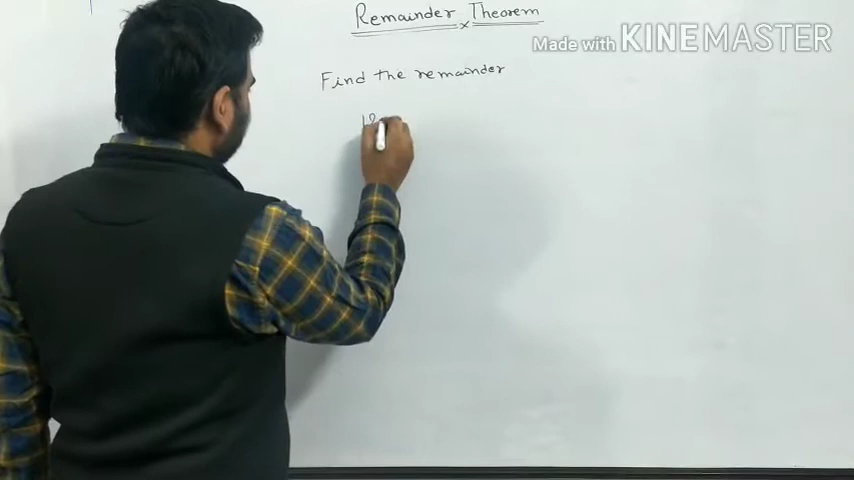 Remainder Theorem
Made with KINEMASTER
Find the remainder